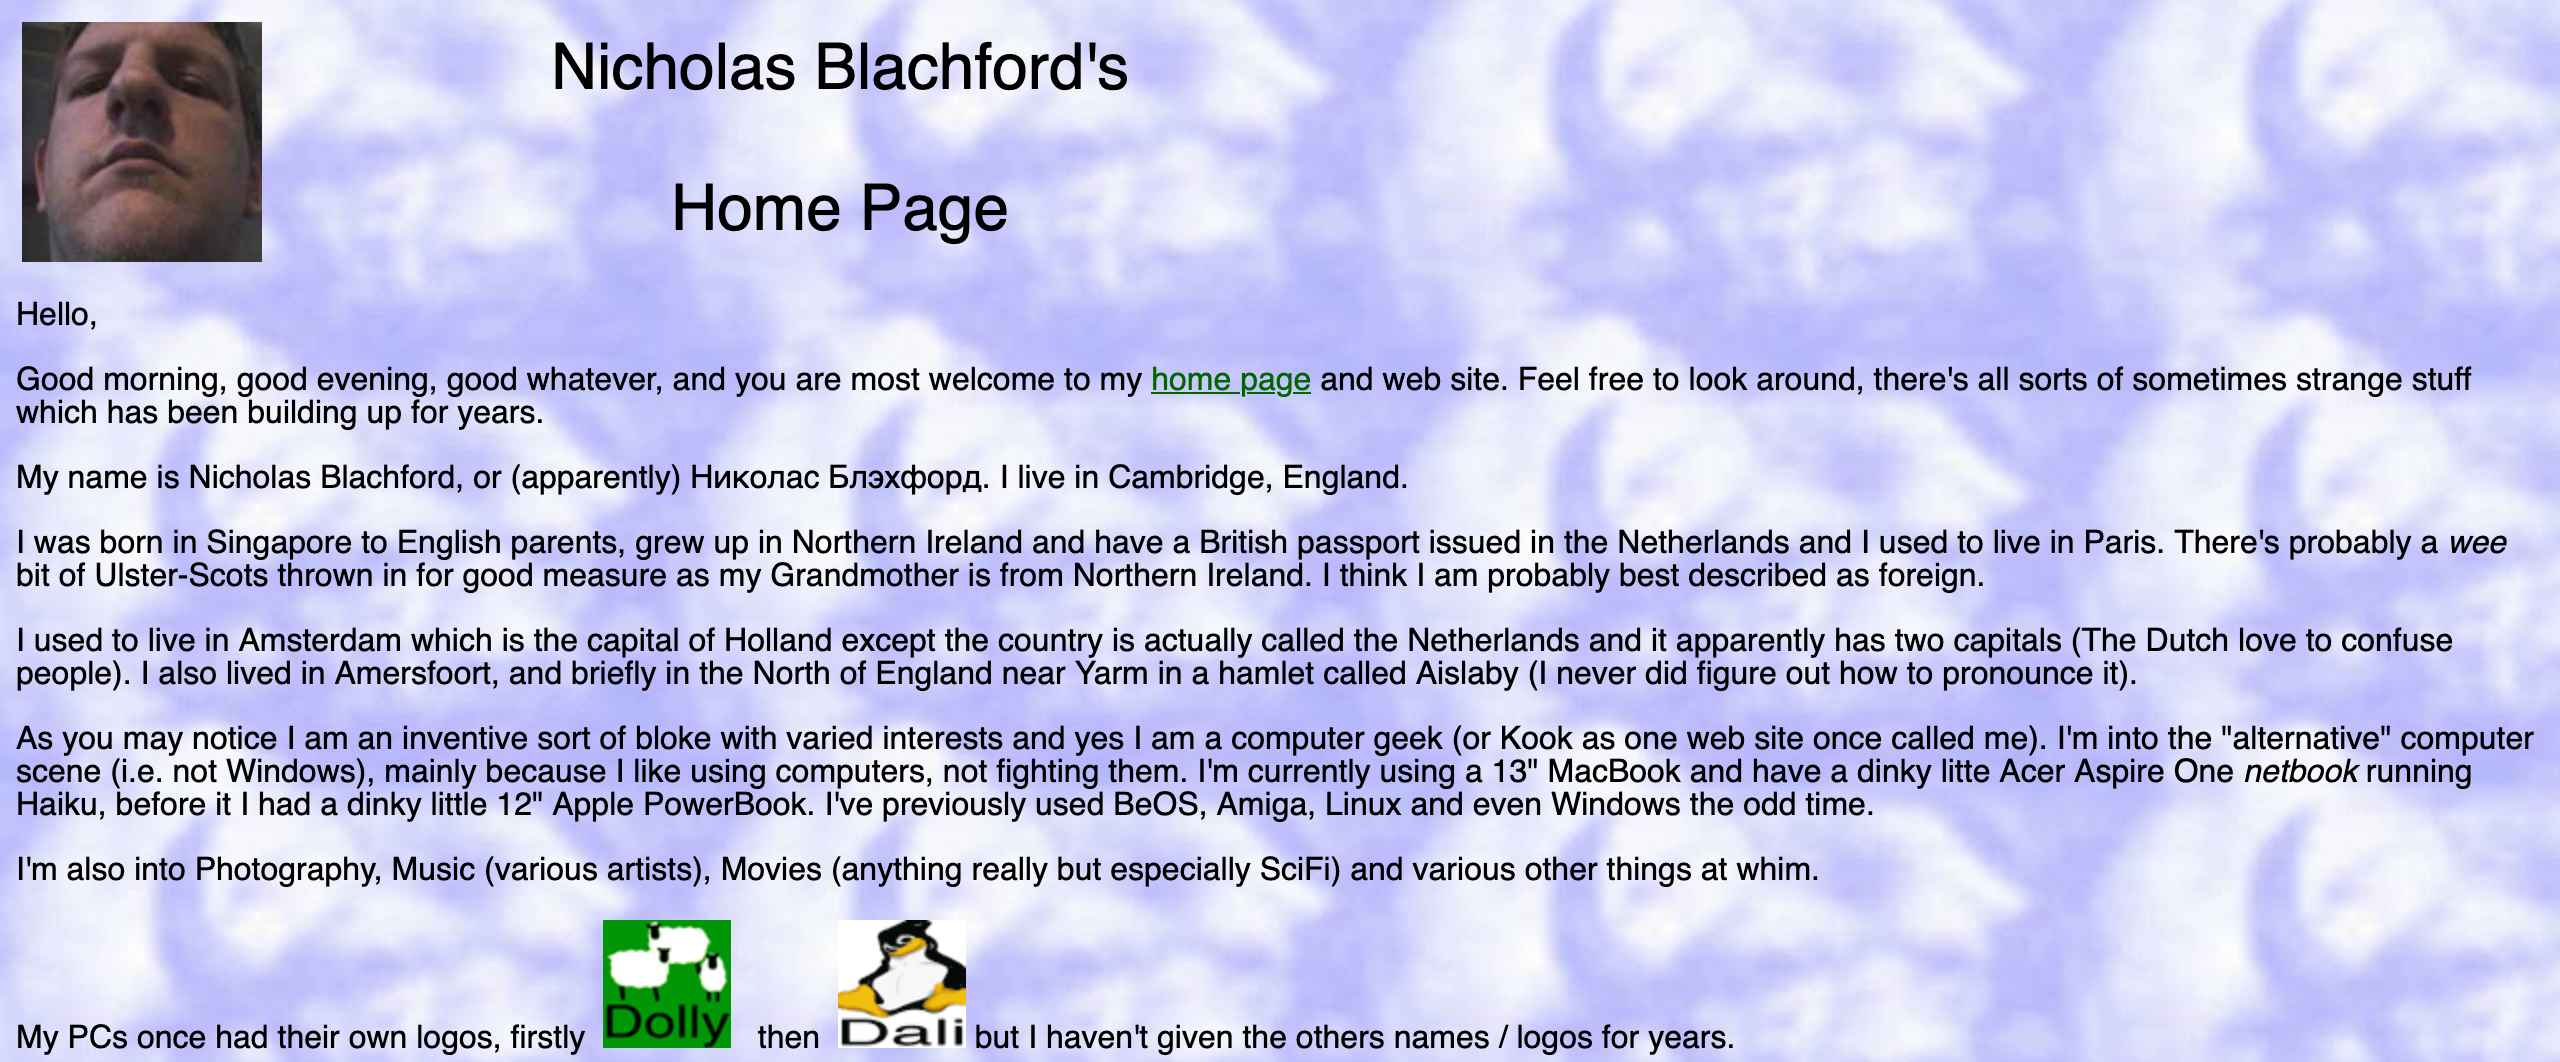 Nicholas Blachford's
Home Page
Hello,
Good morning, good evening, good whatever, and you are most welcome to my home page and web site. Feel free to look around, there's all sorts of sometimes strange stuff
which has been building up for years.
My name is Nicholas Blachford, or (apparently) Николас Блэхфорд. I live in Cambridge, England.
I was born in Singapore to English parents, grew up in Northern Ireland and have a British passport issued in the Netherlands and I used to live in Paris. There's probably a wee
bit of Ulster-Scots thrown in for good measure as my Grandmother is from Northern Ireland. I think I am probably best described as foreign.
I used to live in Amsterdam which is the capital of Holland except the country is actually called the Netherlands and it apparently has two capitals (The Dutch love to confuse
people). I also lived in Amersfoort, and briefly in the North of England near Yarm in a hamlet called Aislaby (I never did figure out how to pronounce it).
As you may notice I am an inventive sort of bloke with varied interests and yes I am a computer geek (or Kook as one web site once called me). I'm into the "alternative" computer
scene (i.e. not Windows), mainly because I like using computers, not fighting them. I'm currently using a 13" MacBook and have a dinky litte Acer Aspire One netbook running
Haiku, before it I had a dinky little 12" Apple PowerBook. I've previously used BeOS, Amiga, Linux and even Windows the odd time.
I'm also into Photography, Music (various artists), Movies (anything really but especially SciFi) and various other things at whim.
My PCs once had their own logos, firstly Dolly then Dali but I haven't given the others names / logos for years.